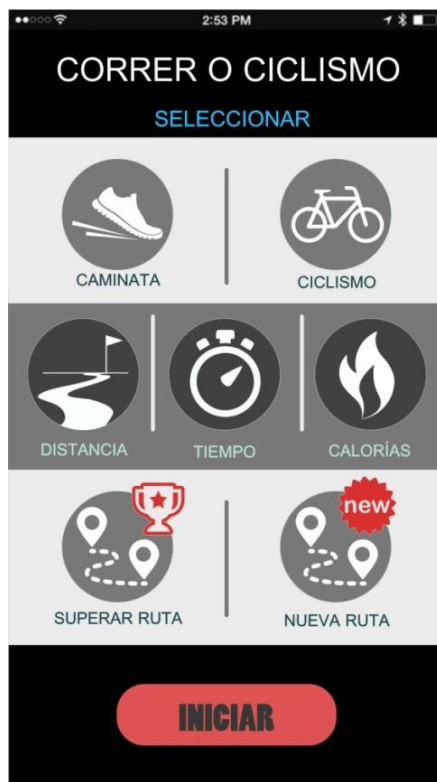 2:53 PM
CORRER O CICLISMO
SELECCIONAR
CAMINATA
CICLISMO
DISTANCIA
TIEMPO
CALORÍAS
new
SUPERAR RUTA
NUEVA RUTA
INICIAR